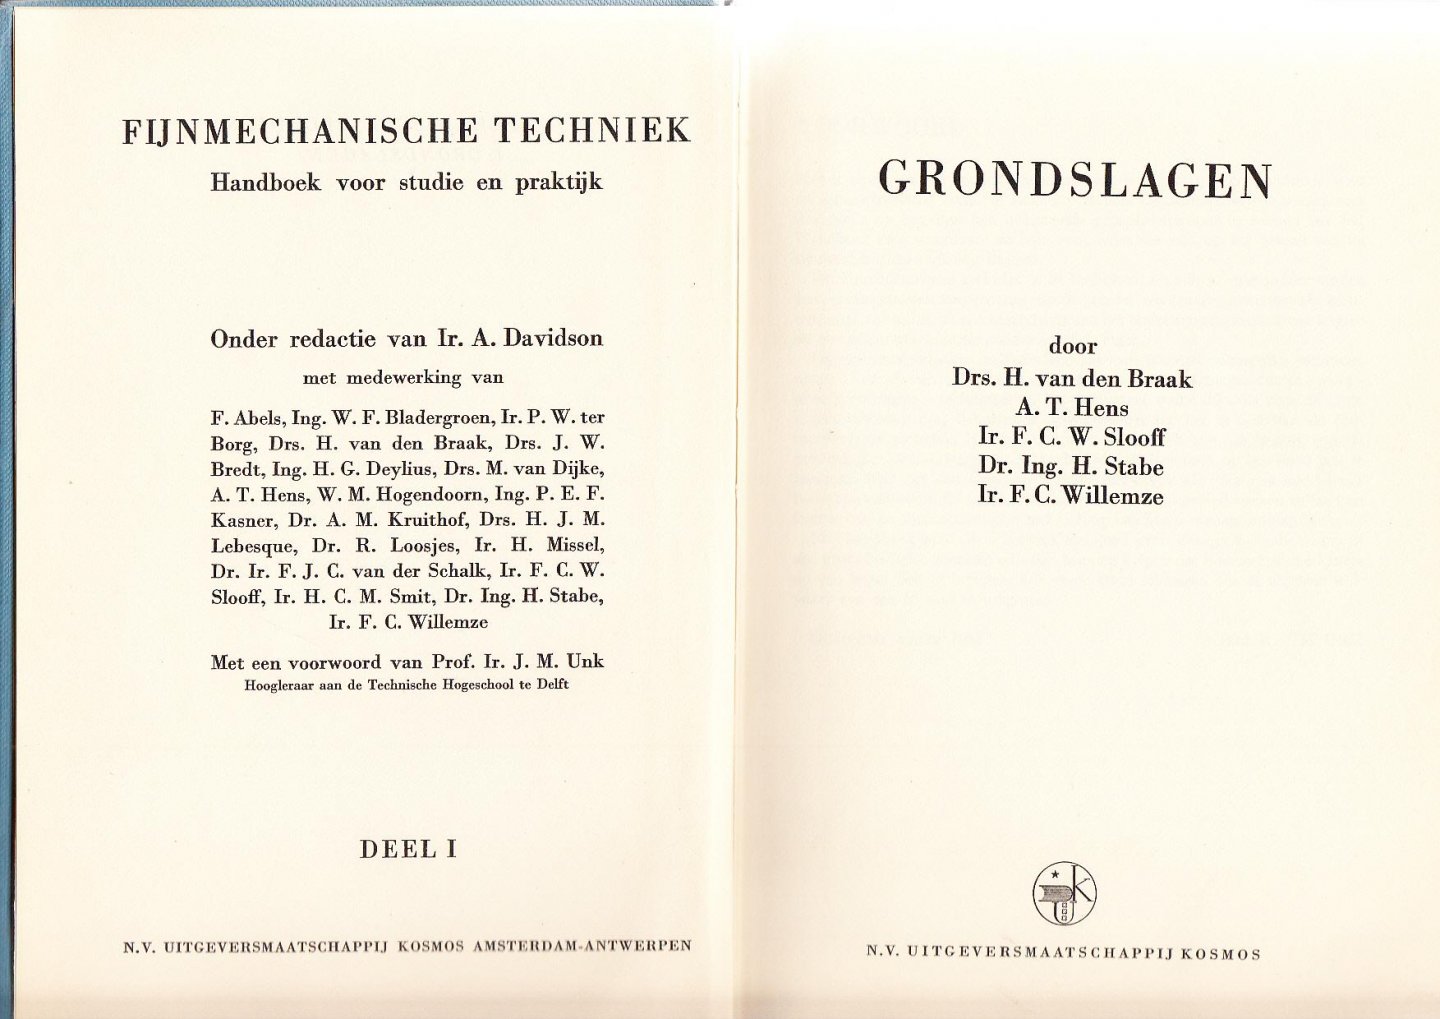 FIJNMECHANISCHE TECHNIEK
Handboek voor studie en praktijk
Onder redactie van Ir. A. Davidson
met medewerking van
F. Abels, Ing. W. F. Bladergroen, Ir. P. W. ter
Borg, Drs. H. van den Braak, Drs. J. W.
Bredt, Ing. H. G. Deylius, Drs. M. van Dijke,
A. T. Hens, W. M. Hogendoorn, Ing. P. E. F.
Kasner, Dr. A. M. Kruithof, Drs. H. J. M.
Lebesque, Dr. R. Loosjes, Ir. H. Missel,
Dr. Ir. F. J. C. van der Schalk, Ir. F. C. W.
Slooff, Ir. H. C. M. Smit, Dr. Ing. H. Stabe,
Ir. F. C. Willemze
Met een voorwoord van Prof. Ir. J. M. Unk
Hoogleraar aan de Technische Hogeschool te Delft
DEEL I
N.V. UITGEVERSMAATSCHAPPIJ KOSMOS AMSTERDAM-ANTWERPEN
GRONDSLAGEN
door
Drs. H. van den Braak
A. T. Hens
Ir. F. C. W. Slooff
Dr. Ing. H. Stabe
Ir. F. C. Willemze
UK
N.V. UITGEVERSMAATSCHAPPIJ KOSMOS